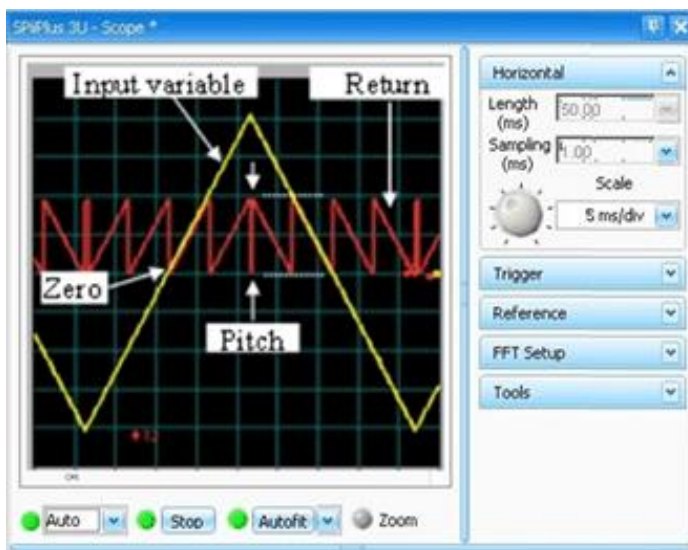 SPiiPlus 3U - Scope *
Input variable
Return
Zero
Pitch
Auto
Stop
Autofit
Zoom
Horizontal
Length
(ms)
50.00
Sampling
(ms)
1.00
Scale
5 ms/div
Trigger
Reference
FFT Setup
Tools